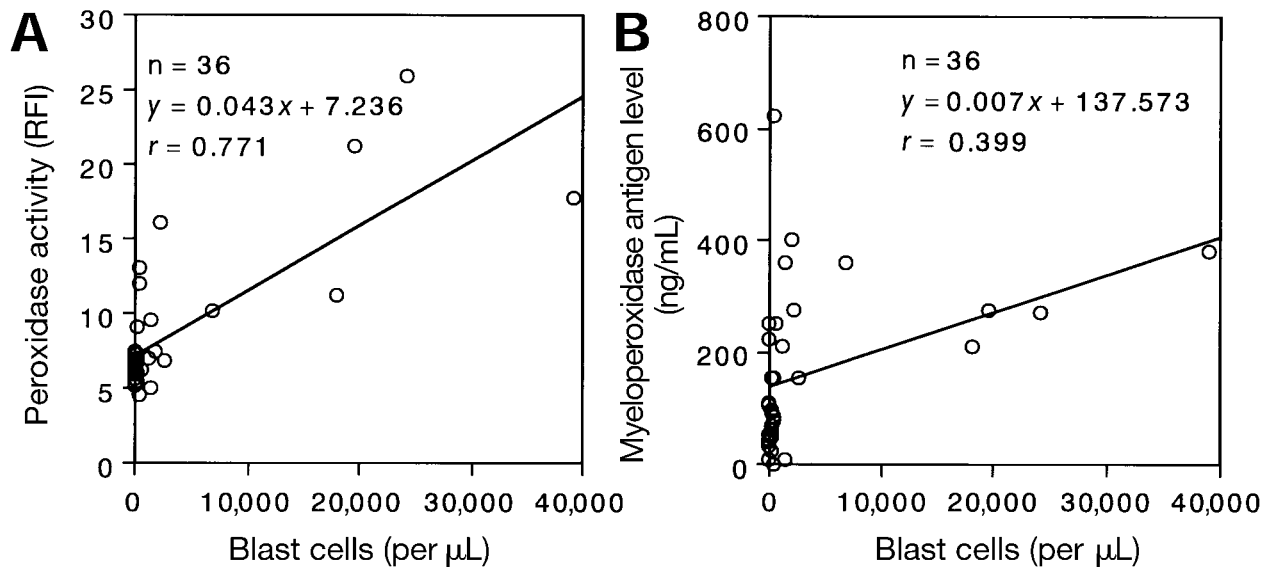 A
Peroxidase activity (RFI)
30
25
20
15
10
5
0
n = 36
y = 0.043x + 7.236
r = 0.771
0 10,000 20,000 30,000 40,000
Blast cells (per μL)
B
Myeloperoxidase antigen level
(ng/mL)
800
600
400
200
0
n = 36
y = 0.007x + 137.573
r = 0.399
0 10,000 20,000 30,000 40,000
Blast cells (per μL)